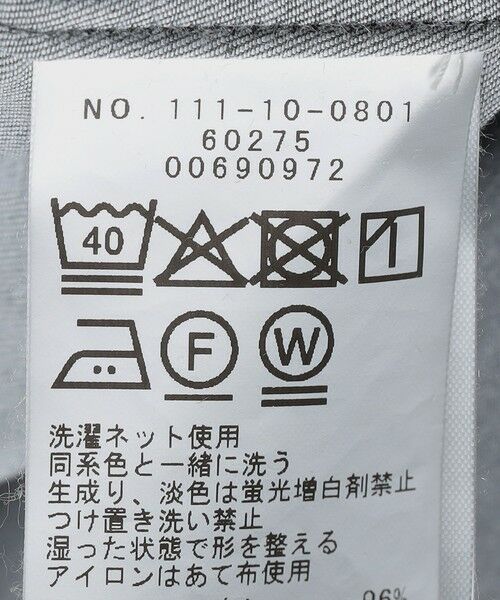 NO. 111-10-0801
60275
00690972
40
F W
洗濯ネット使用
同系色と一緒に洗う
生成り、淡色は蛍光増白剤禁止
つけ置き洗い禁止
湿った状態で形を整える
アイロンはあて布使用
96%